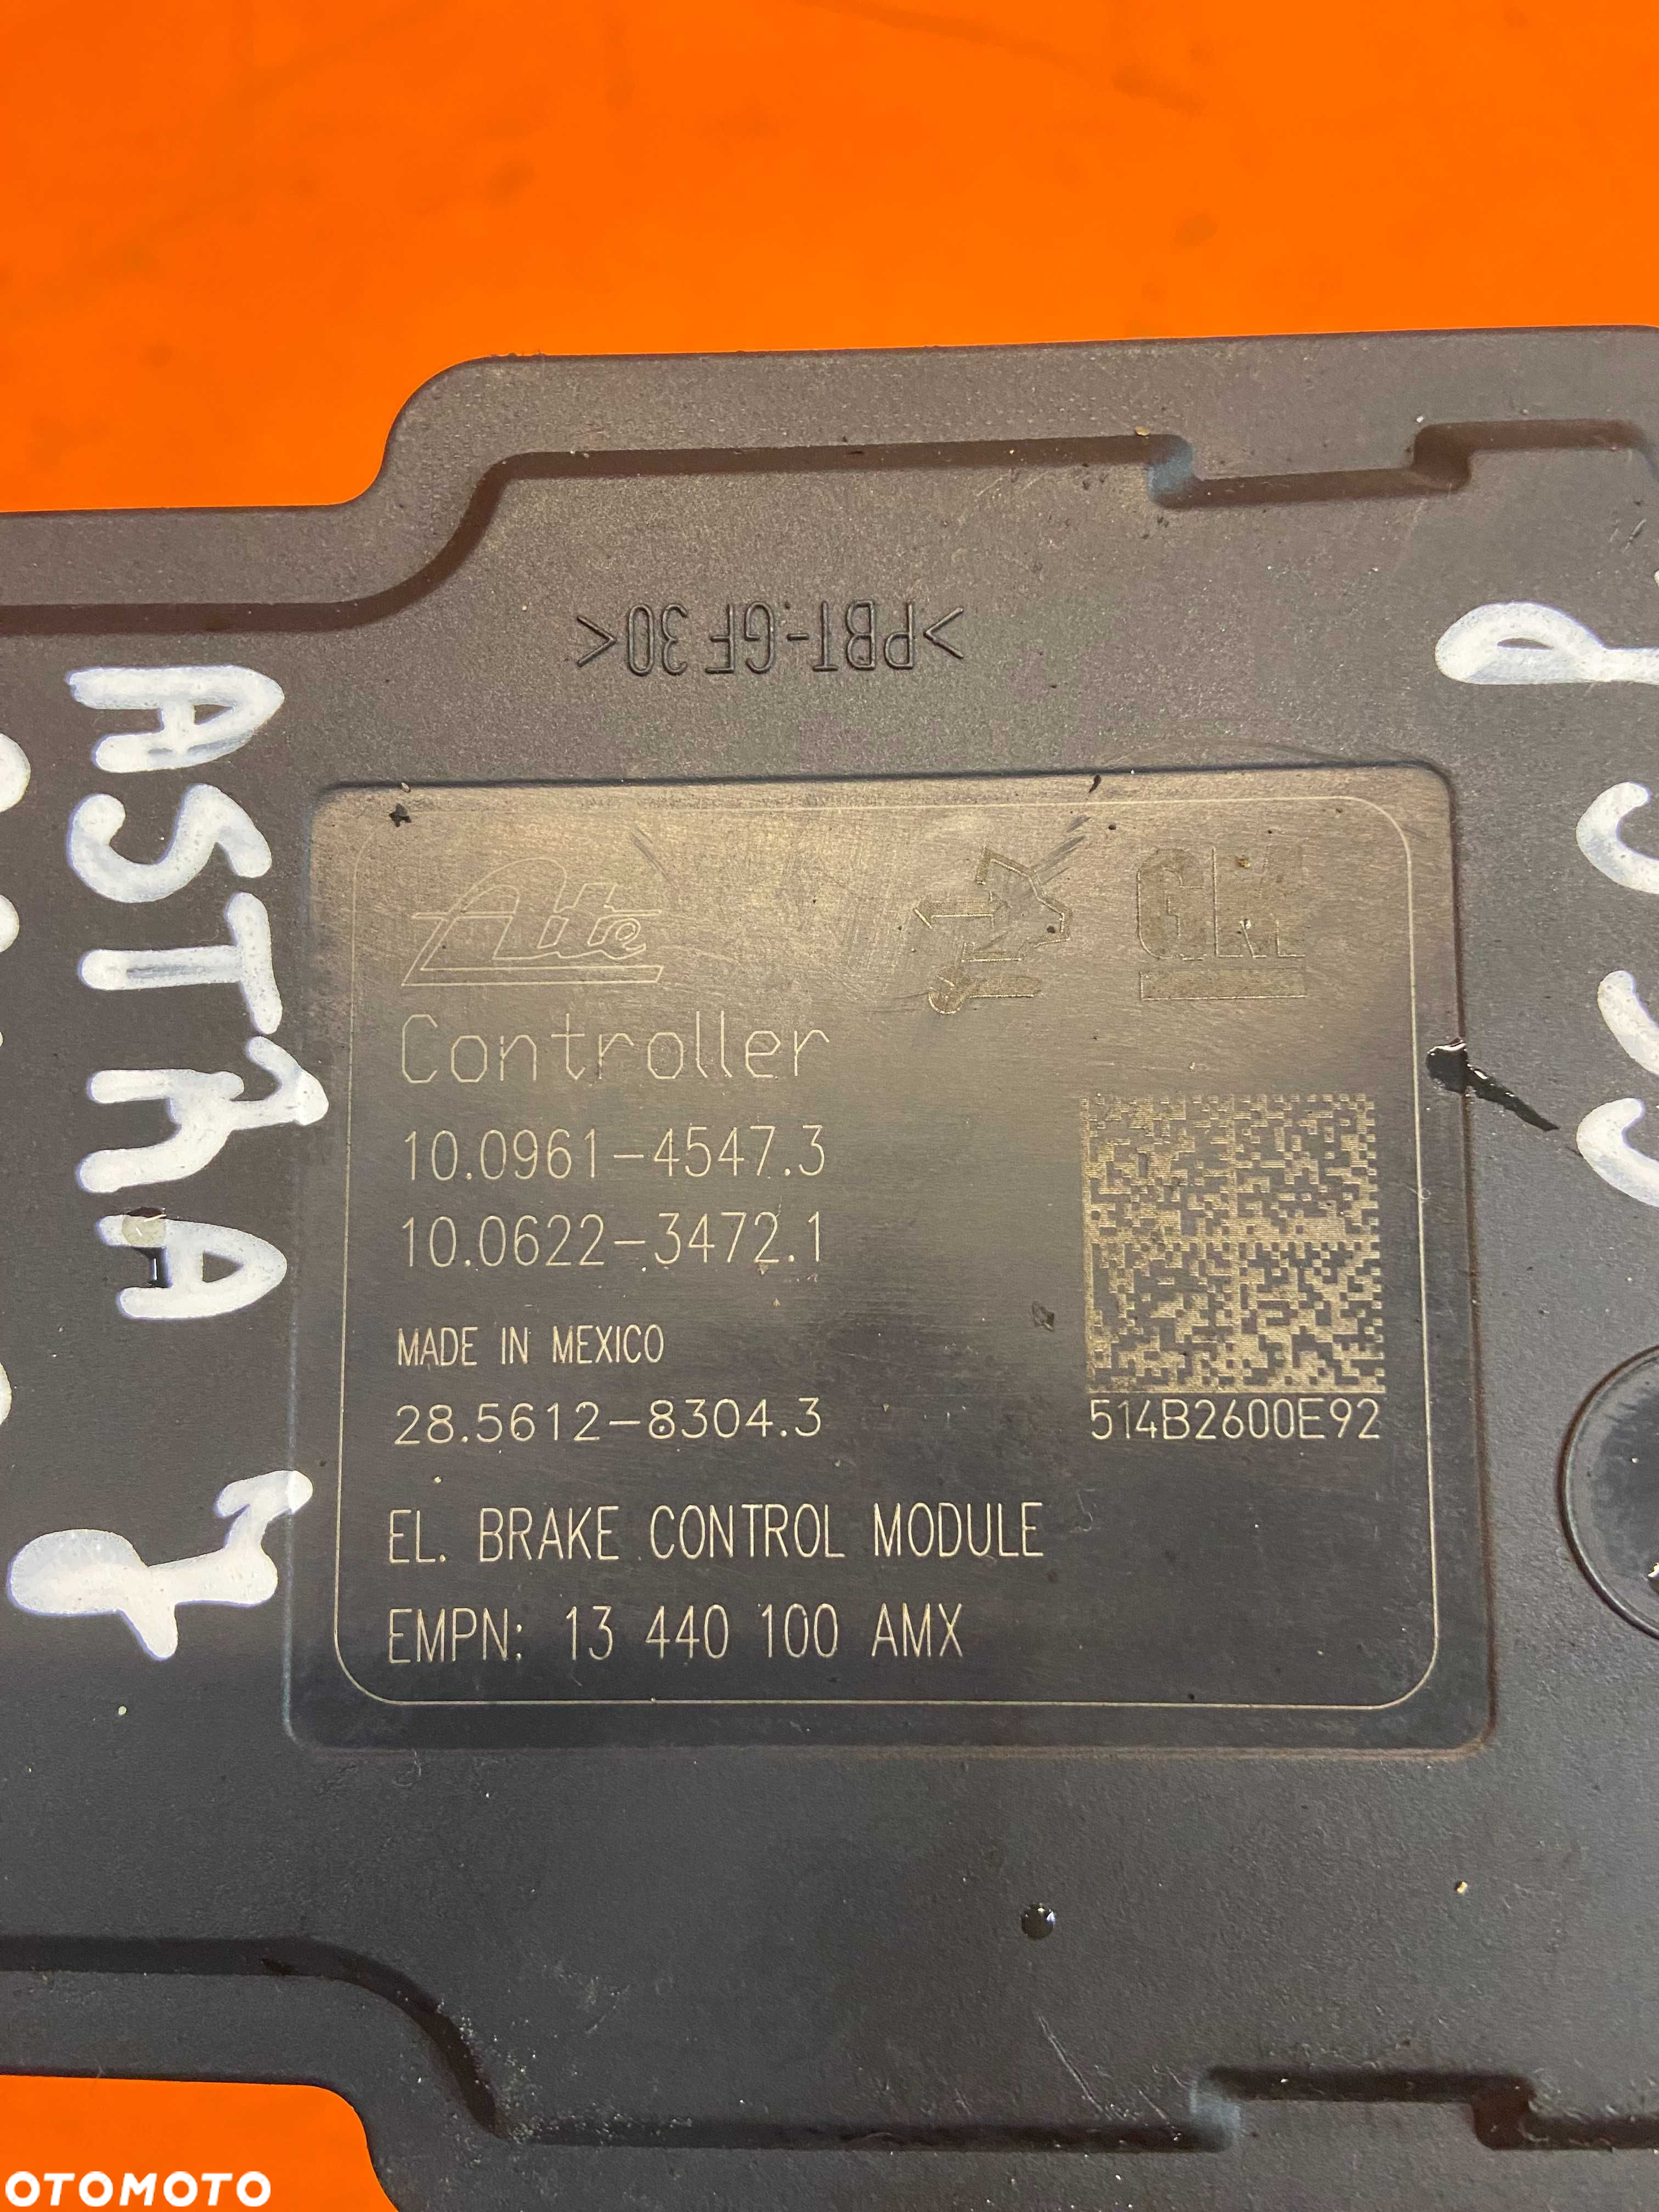 >PBT-GF30<
ASTRA J
Ate
GM
Controller
10.0961-4547.3
10.0622-3472.1
MADE IN MEXICO
28.5612-8304.3
514B2600E92
EL. BRAKE CONTROL MODULE
EMPN: 13 440 100 AMX
OTOMOTO